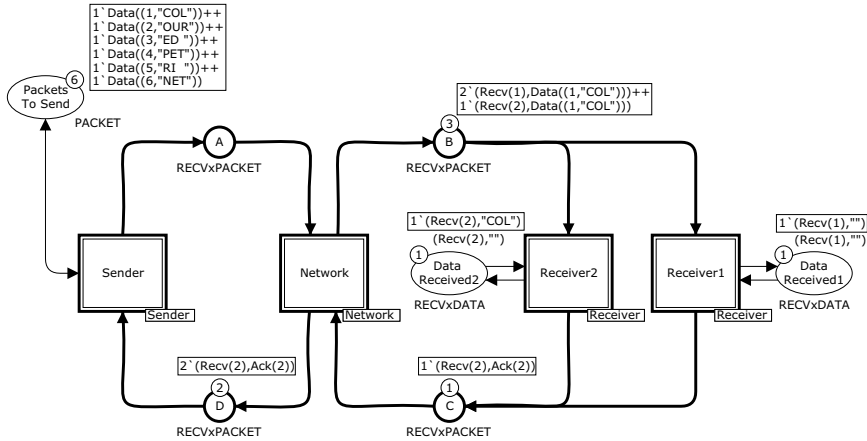 1`Data((1,"COL"))++
1`Data((2,"OUR"))++
1`Data((3,"ED "))++
1`Data((4,"PET"))++
1`Data((5,"RI  "))++
1`Data((6,"NET"))
6
Packets
To Send
PACKET
A
RECVxPACKET
2`(Recv(1),Data((1,"COL")))++
1`(Recv(2),Data((1,"COL")))
3
B
RECVxPACKET
1`(Recv(2),"COL")
(Recv(2),"")
1`(Recv(1),"")
(Recv(1),"")
Sender
Sender
Network
Network
1
Data
Received2
RECVxDATA
Receiver2
Receiver
Receiver1
Receiver
1
Data
Received1
RECVxDATA
2`(Recv(2),Ack(2))
2
D
RECVxPACKET
1`(Recv(2),Ack(2))
1
C
RECVxPACKET